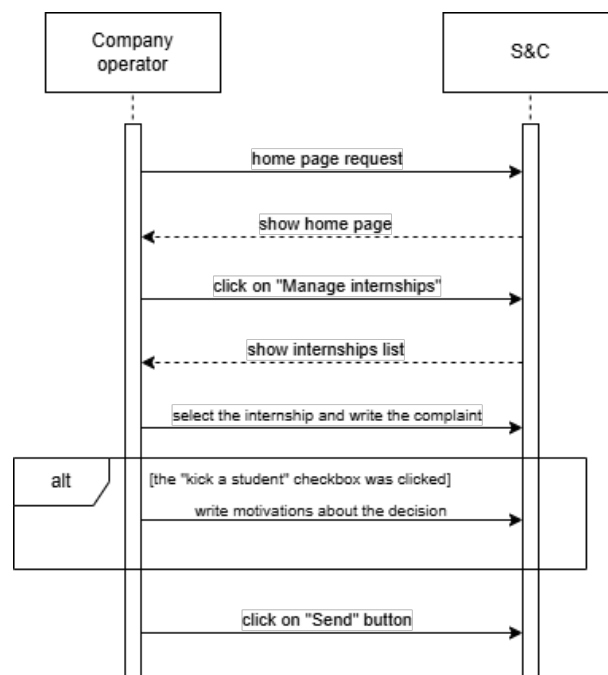 Company
operator
S&C
home page request
show home page
click on "Manage internships"
show internships list
select the internship and write the complaint
alt
[the "kick a student" checkbox was clicked]
write motivations about the decision
click on "Send" button